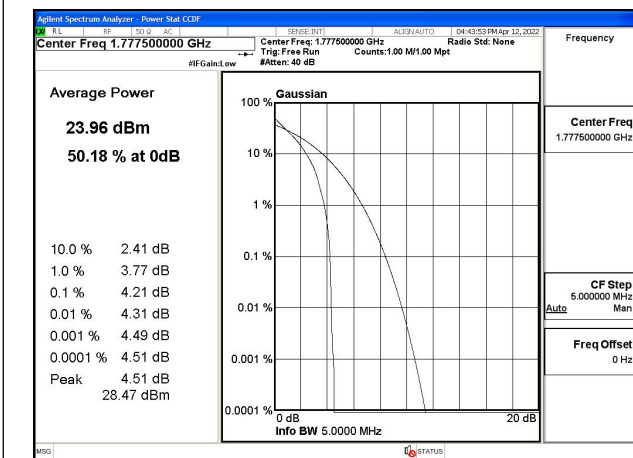 Agilent Spectrum Analyzer - Power Stat CCDF
RL RF 50 Ω AC SENSE:INT ALIGN AUTO 04:43:53 PM Apr 12, 2022
Center Freq 1.777500000 GHz
Center Freq: 1.777500000 GHz Radio Std: None
Trig: Free Run Counts:1.00 M/1.00 Mpt
#IFGain:Low #Atten: 40 dB
Frequency
Average Power
23.96 dBm
50.18 % at 0dB
10.0 % 2.41 dB
1.0 % 3.77 dB
0.1 % 4.21 dB
0.01 % 4.31 dB
0.001 % 4.49 dB
0.0001 % 4.51 dB
Peak 4.51 dB
28.47 dBm
Gaussian
100 %
10 %
1 %
0.1 %
0.01 %
0.001 %
0.0001 %
0 dB 20 dB
Info BW 5.0000 MHz
Center Freq
1.777500000 GHz
CF Step
5.000000 MHz
Auto Man
Freq Offset
0 Hz
MSG STATUS